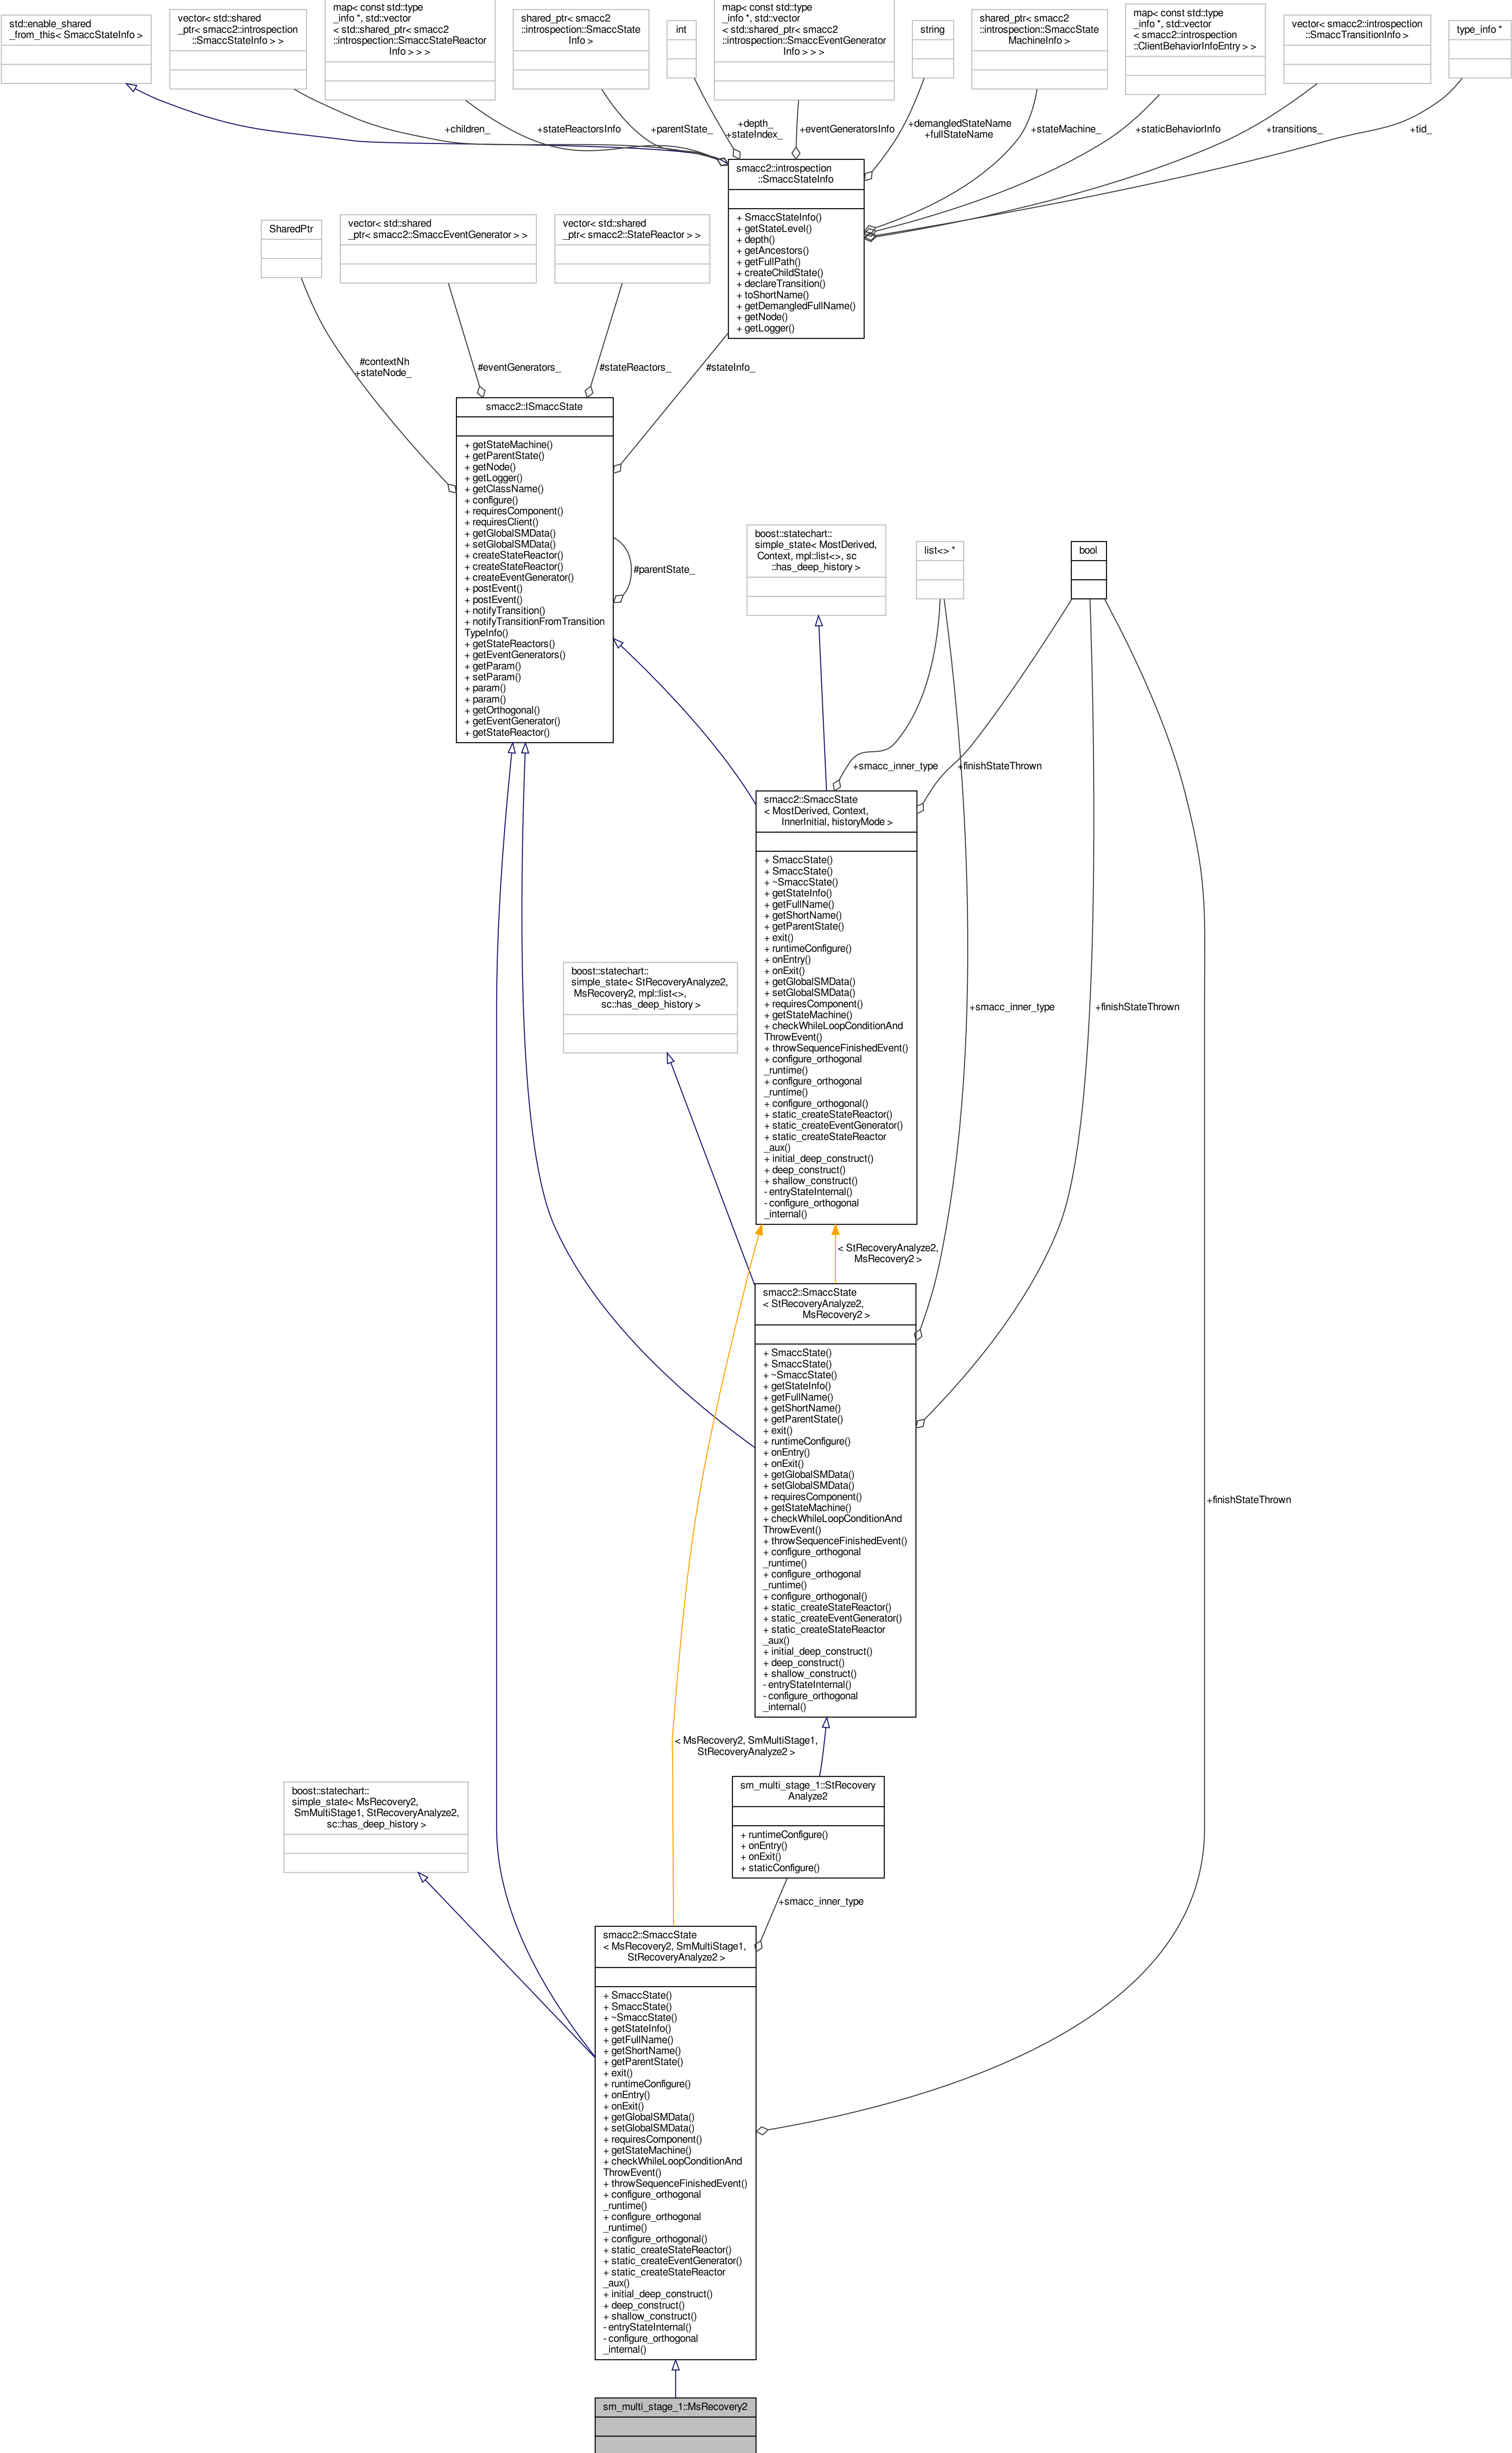 std::enable_shared
_from_this< SmaccStateInfo >
vector< std::shared
_ptr< smacc2::introspection
::SmaccStateInfo > >
map< const std::type
_info *, std::vector
< std::shared_ptr< smacc2
::introspection::SmaccStateReactor
Info > > >
shared_ptr< smacc2
::introspection::SmaccState
Info >
int
map< const std::type
_info *, std::vector
< std::shared_ptr< smacc2
::introspection::SmaccEventGenerator
Info > > >
string
shared_ptr< smacc2
::introspection::SmaccState
MachineInfo >
map< const std::type
_info *, std::vector
< smacc2::introspection
::ClientBehaviorInfoEntry > >
vector< smacc2::introspection
::SmaccTransitionInfo >
type_info *
+children_
+stateReactorsInfo
+parentState_
+depth_
+stateIndex_
+eventGeneratorsInfo
+demangledStateName
+fullStateName
+stateMachine_
+staticBehaviorInfo
+transitions_
+tid_
smacc2::introspection
::SmaccStateInfo
+ SmaccStateInfo()
+ getStateLevel()
+ depth()
+ getAncestors()
+ getFullPath()
+ createChildState()
+ declareTransition()
+ toShortName()
+ getDemangledFullName()
+ getNode()
+ getLogger()
SharedPtr
vector< std::shared
_ptr< smacc2::SmaccEventGenerator > >
vector< std::shared
_ptr< smacc2::StateReactor > >
#contextNh
+stateNode_
#eventGenerators_
#stateReactors_
#stateInfo_
smacc2::ISmaccState
+ getStateMachine()
+ getParentState()
+ getNode()
+ getLogger()
+ getClassName()
+ configure()
+ requiresComponent()
+ requiresClient()
+ getGlobalSMData()
+ setGlobalSMData()
+ createStateReactor()
+ createStateReactor()
+ createEventGenerator()
+ postEvent()
+ postEvent()
+ notifyTransition()
+ notifyTransitionFromTransition
TypeInfo()
+ getStateReactors()
+ getEventGenerators()
+ getParam()
+ setParam()
+ param()
+ param()
+ getOrthogonal()
+ getEventGenerator()
+ getStateReactor()
#parentState_
boost::statechart::
simple_state< MostDerived,
Context, mpl::list<>, sc
::has_deep_history >
list<> *
bool
+smacc_inner_type
+finishStateThrown
smacc2::SmaccState
< MostDerived, Context,
InnerInitial, historyMode >
+ SmaccState()
+ SmaccState()
+ ~SmaccState()
+ getStateInfo()
+ getFullName()
+ getShortName()
+ getParentState()
+ exit()
+ runtimeConfigure()
+ onEntry()
+ onExit()
+ getGlobalSMData()
+ setGlobalSMData()
+ requiresComponent()
+ getStateMachine()
+ checkWhileLoopConditionAnd
ThrowEvent()
+ throwSequenceFinishedEvent()
+ configure_orthogonal
_runtime()
+ configure_orthogonal
_runtime()
+ configure_orthogonal()
+ static_createStateReactor()
+ static_createEventGenerator()
+ static_createStateReactor
_aux()
+ initial_deep_construct()
+ deep_construct()
+ shallow_construct()
- entryStateInternal()
- configure_orthogonal
_internal()
boost::statechart::
simple_state< StRecoveryAnalyze2,
MsRecovery2, mpl::list<>,
sc::has_deep_history >
+smacc_inner_type
+finishStateThrown
< StRecoveryAnalyze2,
MsRecovery2 >
smacc2::SmaccState
< StRecoveryAnalyze2,
MsRecovery2 >
+ SmaccState()
+ SmaccState()
+ ~SmaccState()
+ getStateInfo()
+ getFullName()
+ getShortName()
+ getParentState()
+ exit()
+ runtimeConfigure()
+ onEntry()
+ onExit()
+ getGlobalSMData()
+ setGlobalSMData()
+ requiresComponent()
+ getStateMachine()
+ checkWhileLoopConditionAnd
ThrowEvent()
+ throwSequenceFinishedEvent()
+ configure_orthogonal
_runtime()
+ configure_orthogonal
_runtime()
+ configure_orthogonal()
+ static_createStateReactor()
+ static_createEventGenerator()
+ static_createStateReactor
_aux()
+ initial_deep_construct()
+ deep_construct()
+ shallow_construct()
- entryStateInternal()
- configure_orthogonal
_internal()
+finishStateThrown
< MsRecovery2, SmMultiStage1,
StRecoveryAnalyze2 >
boost::statechart::
simple_state< MsRecovery2,
SmMultiStage1, StRecoveryAnalyze2,
sc::has_deep_history >
sm_multi_stage_1::StRecovery
Analyze2
+ runtimeConfigure()
+ onEntry()
+ onExit()
+ staticConfigure()
+smacc_inner_type
smacc2::SmaccState
< MsRecovery2, SmMultiStage1,
StRecoveryAnalyze2 >
+ SmaccState()
+ SmaccState()
+ ~SmaccState()
+ getStateInfo()
+ getFullName()
+ getShortName()
+ getParentState()
+ exit()
+ runtimeConfigure()
+ onEntry()
+ onExit()
+ getGlobalSMData()
+ setGlobalSMData()
+ requiresComponent()
+ getStateMachine()
+ checkWhileLoopConditionAnd
ThrowEvent()
+ throwSequenceFinishedEvent()
+ configure_orthogonal
_runtime()
+ configure_orthogonal
_runtime()
+ configure_orthogonal()
+ static_createStateReactor()
+ static_createEventGenerator()
+ static_createStateReactor
_aux()
+ initial_deep_construct()
+ deep_construct()
+ shallow_construct()
- entryStateInternal()
- configure_orthogonal
_internal()
sm_multi_stage_1::MsRecovery2